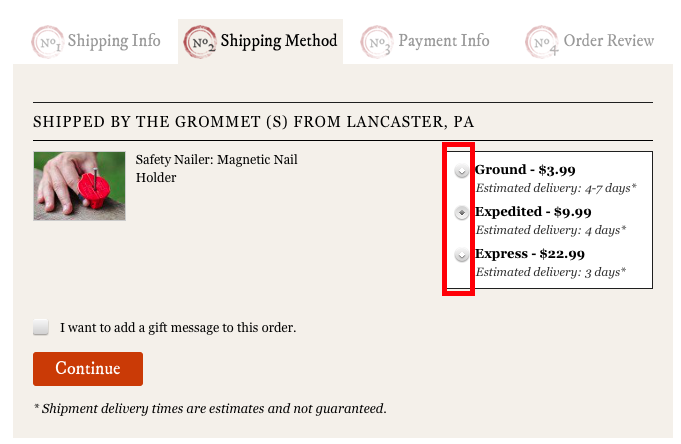 Nº1 Shipping Info
Nº2 Shipping Method
Nº3 Payment Info
Nº4 Order Review
SHIPPED BY THE GROMMET (S) FROM LANCASTER, PA
Safety Nailer: Magnetic Nail
Holder
Ground - $3.99
Estimated delivery: 4-7 days*
Expedited - $9.99
Estimated delivery: 4 days*
Express - $22.99
Estimated delivery: 3 days*
I want to add a gift message to this order.
Continue
* Shipment delivery times are estimates and not guaranteed.